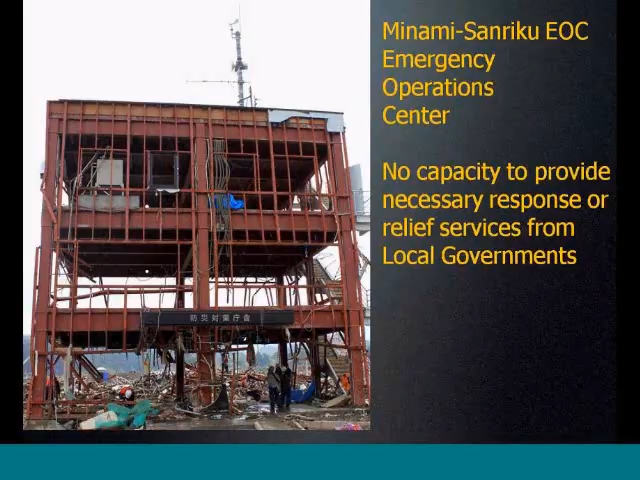 Minami-Sanriku EOC
Emergency
Operations
Center
No capacity to provide
necessary response or
relief services from
Local Governments
防災対策庁舎